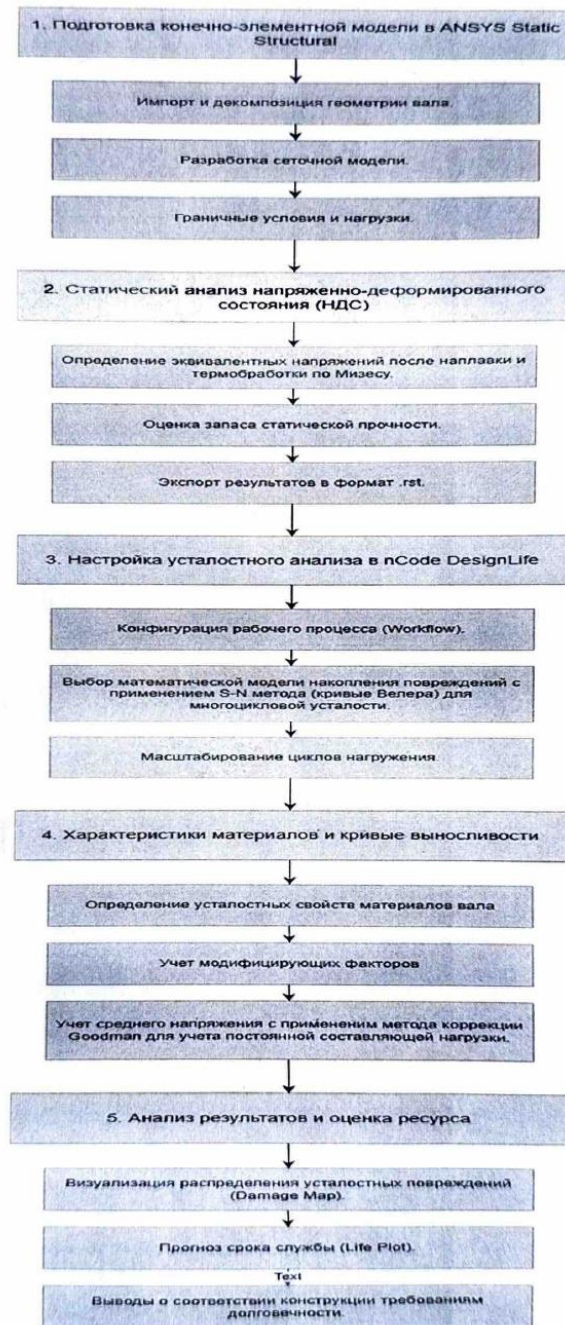 1. Подготовка конечно-элементной модели в ANSYS Static
Structural
Импорт и декомпозиция геометрии вала.
Разработка сеточной модели.
Граничные условия и нагрузки.
2. Статический анализ напряженно-деформированного
состояния (НДС)
Определение эквивалентных напряжений после наплавки и
термобработки по Мизесу.
Оценка запаса статической прочности.
Экспорт результатов в формат .rst.
3. Настройка усталостного анализа в nCode DesignLife
Конфигурация рабочего процесса (Workflow).
Выбор математической модели накопления повреждений с
применением S-N метода (кривые Велера) для
многоцикловой усталости.
Масштабирование циклов нагружения
4. Характеристики материалов и кривые выносливости
Определение усталостных свойств материалов вала
Учет модифицирующих факторов
Учет среднего напряжения с применим метода коррекции
Goodman для учета постоянной составляющей нагрузки.
5. Анализ результатов и оценка ресурса
Визуализация распределения усталостных повреждений
(Damage Map).
Прогноз срока службы (Life Plot).
Text
Выводы о соответствии конструкции требованиям
долговечности.